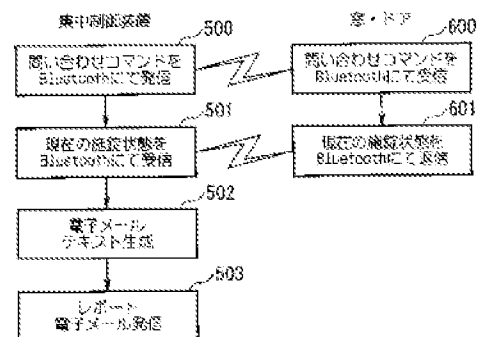 集中制御装置
500
問い合わせコマンドを
Bluetoothにて発信
501
現在の施錠状態を
Bluetoothにて受信
502
電子メール
テキスト生成
503
レポート
電子メール発信
窓・ドア
600
問い合わせコマンドを
Bluetoothにて受信
601
現在の施錠状態を
Bluetoothにて返信